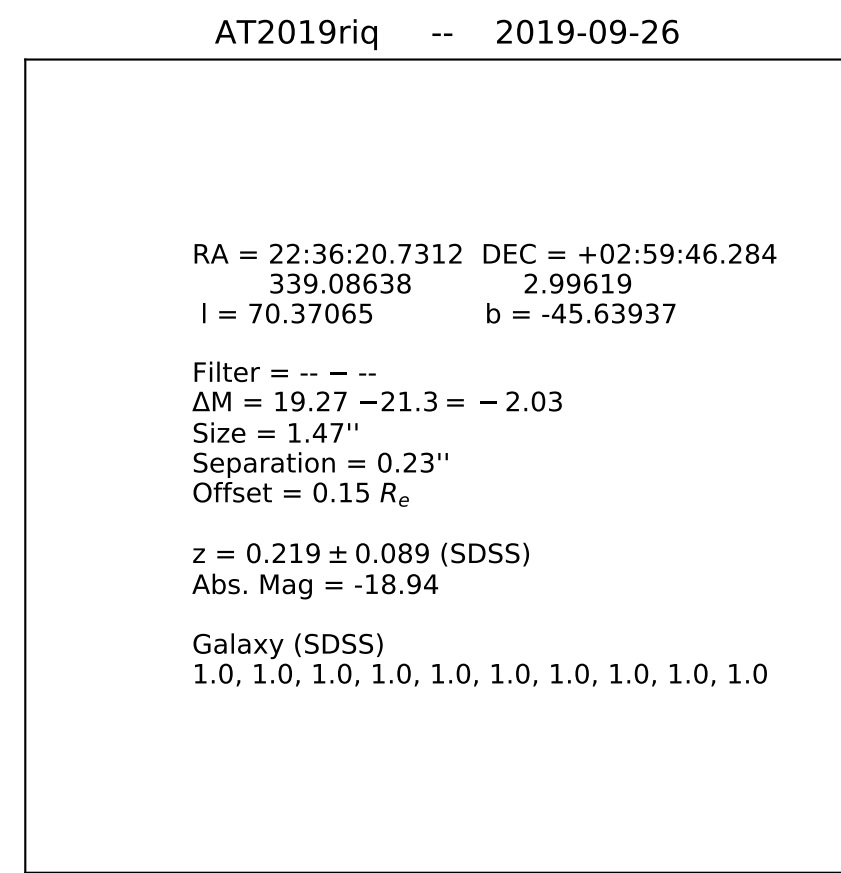 AT2019riq -- 2019-09-26
RA = 22:36:20.7312 DEC = +02:59:46.284
339.08638 2.99619
l = 70.37065 b = -45.63937
Filter = -- − --
ΔM = 19.27 −21.3 = − 2.03
Size = 1.47''
Separation = 0.23''
Offset = 0.15 Rₑ
z = 0.219 ± 0.089 (SDSS)
Abs. Mag = -18.94
Galaxy (SDSS)
1.0, 1.0, 1.0, 1.0, 1.0, 1.0, 1.0, 1.0, 1.0, 1.0